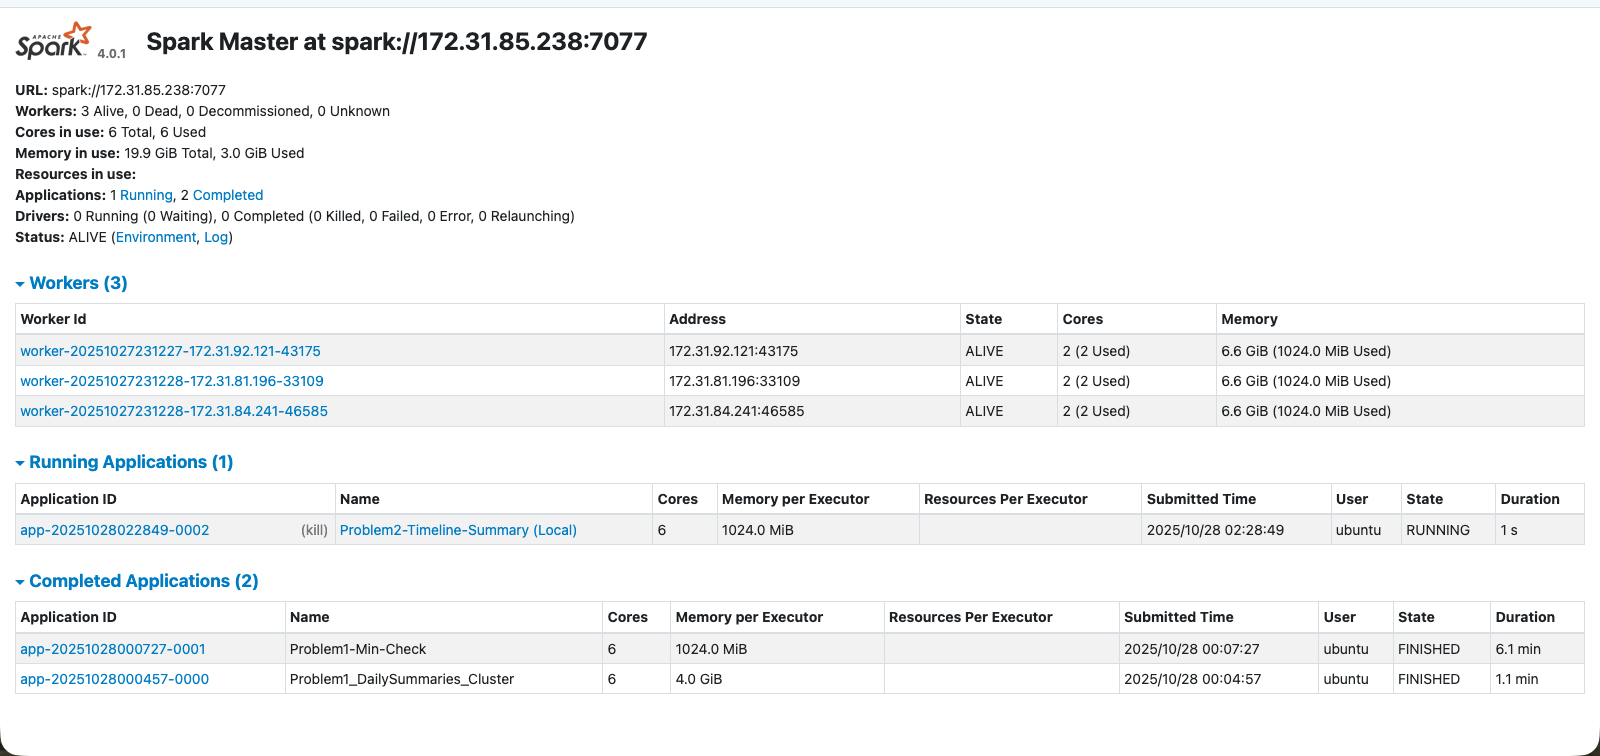 APACHE
Spark 4.0.1 Spark Master at spark://172.31.85.238:7077
URL: spark://172.31.85.238:7077
Workers: 3 Alive, 0 Dead, 0 Decommissioned, 0 Unknown
Cores in use: 6 Total, 6 Used
Memory in use: 19.9 GiB Total, 3.0 GiB Used
Resources in use:
Applications: 1 Running, 2 Completed
Drivers: 0 Running (0 Waiting), 0 Completed (0 Killed, 0 Failed, 0 Error, 0 Relaunching)
Status: ALIVE (Environment, Log)
Workers (3)
Worker Id Address State Cores Memory
worker-20251027231227-172.31.92.121-43175 172.31.92.121:43175 ALIVE 2 (2 Used) 6.6 GiB (1024.0 MiB Used)
worker-20251027231228-172.31.81.196-33109 172.31.81.196:33109 ALIVE 2 (2 Used) 6.6 GiB (1024.0 MiB Used)
worker-20251027231228-172.31.84.241-46585 172.31.84.241:46585 ALIVE 2 (2 Used) 6.6 GiB (1024.0 MiB Used)
Running Applications (1)
Application ID Name Cores Memory per Executor Resources Per Executor Submitted Time User State Duration
app-20251028022849-0002 (kill) Problem2-Timeline-Summary (Local) 6 1024.0 MiB 2025/10/28 02:28:49 ubuntu RUNNING 1 s
Completed Applications (2)
Application ID Name Cores Memory per Executor Resources Per Executor Submitted Time User State Duration
app-20251028000727-0001 Problem1-Min-Check 6 1024.0 MiB 2025/10/28 00:07:27 ubuntu FINISHED 6.1 min
app-20251028000457-0000 Problem1_DailySummaries_Cluster 6 4.0 GiB 2025/10/28 00:04:57 ubuntu FINISHED 1.1 min